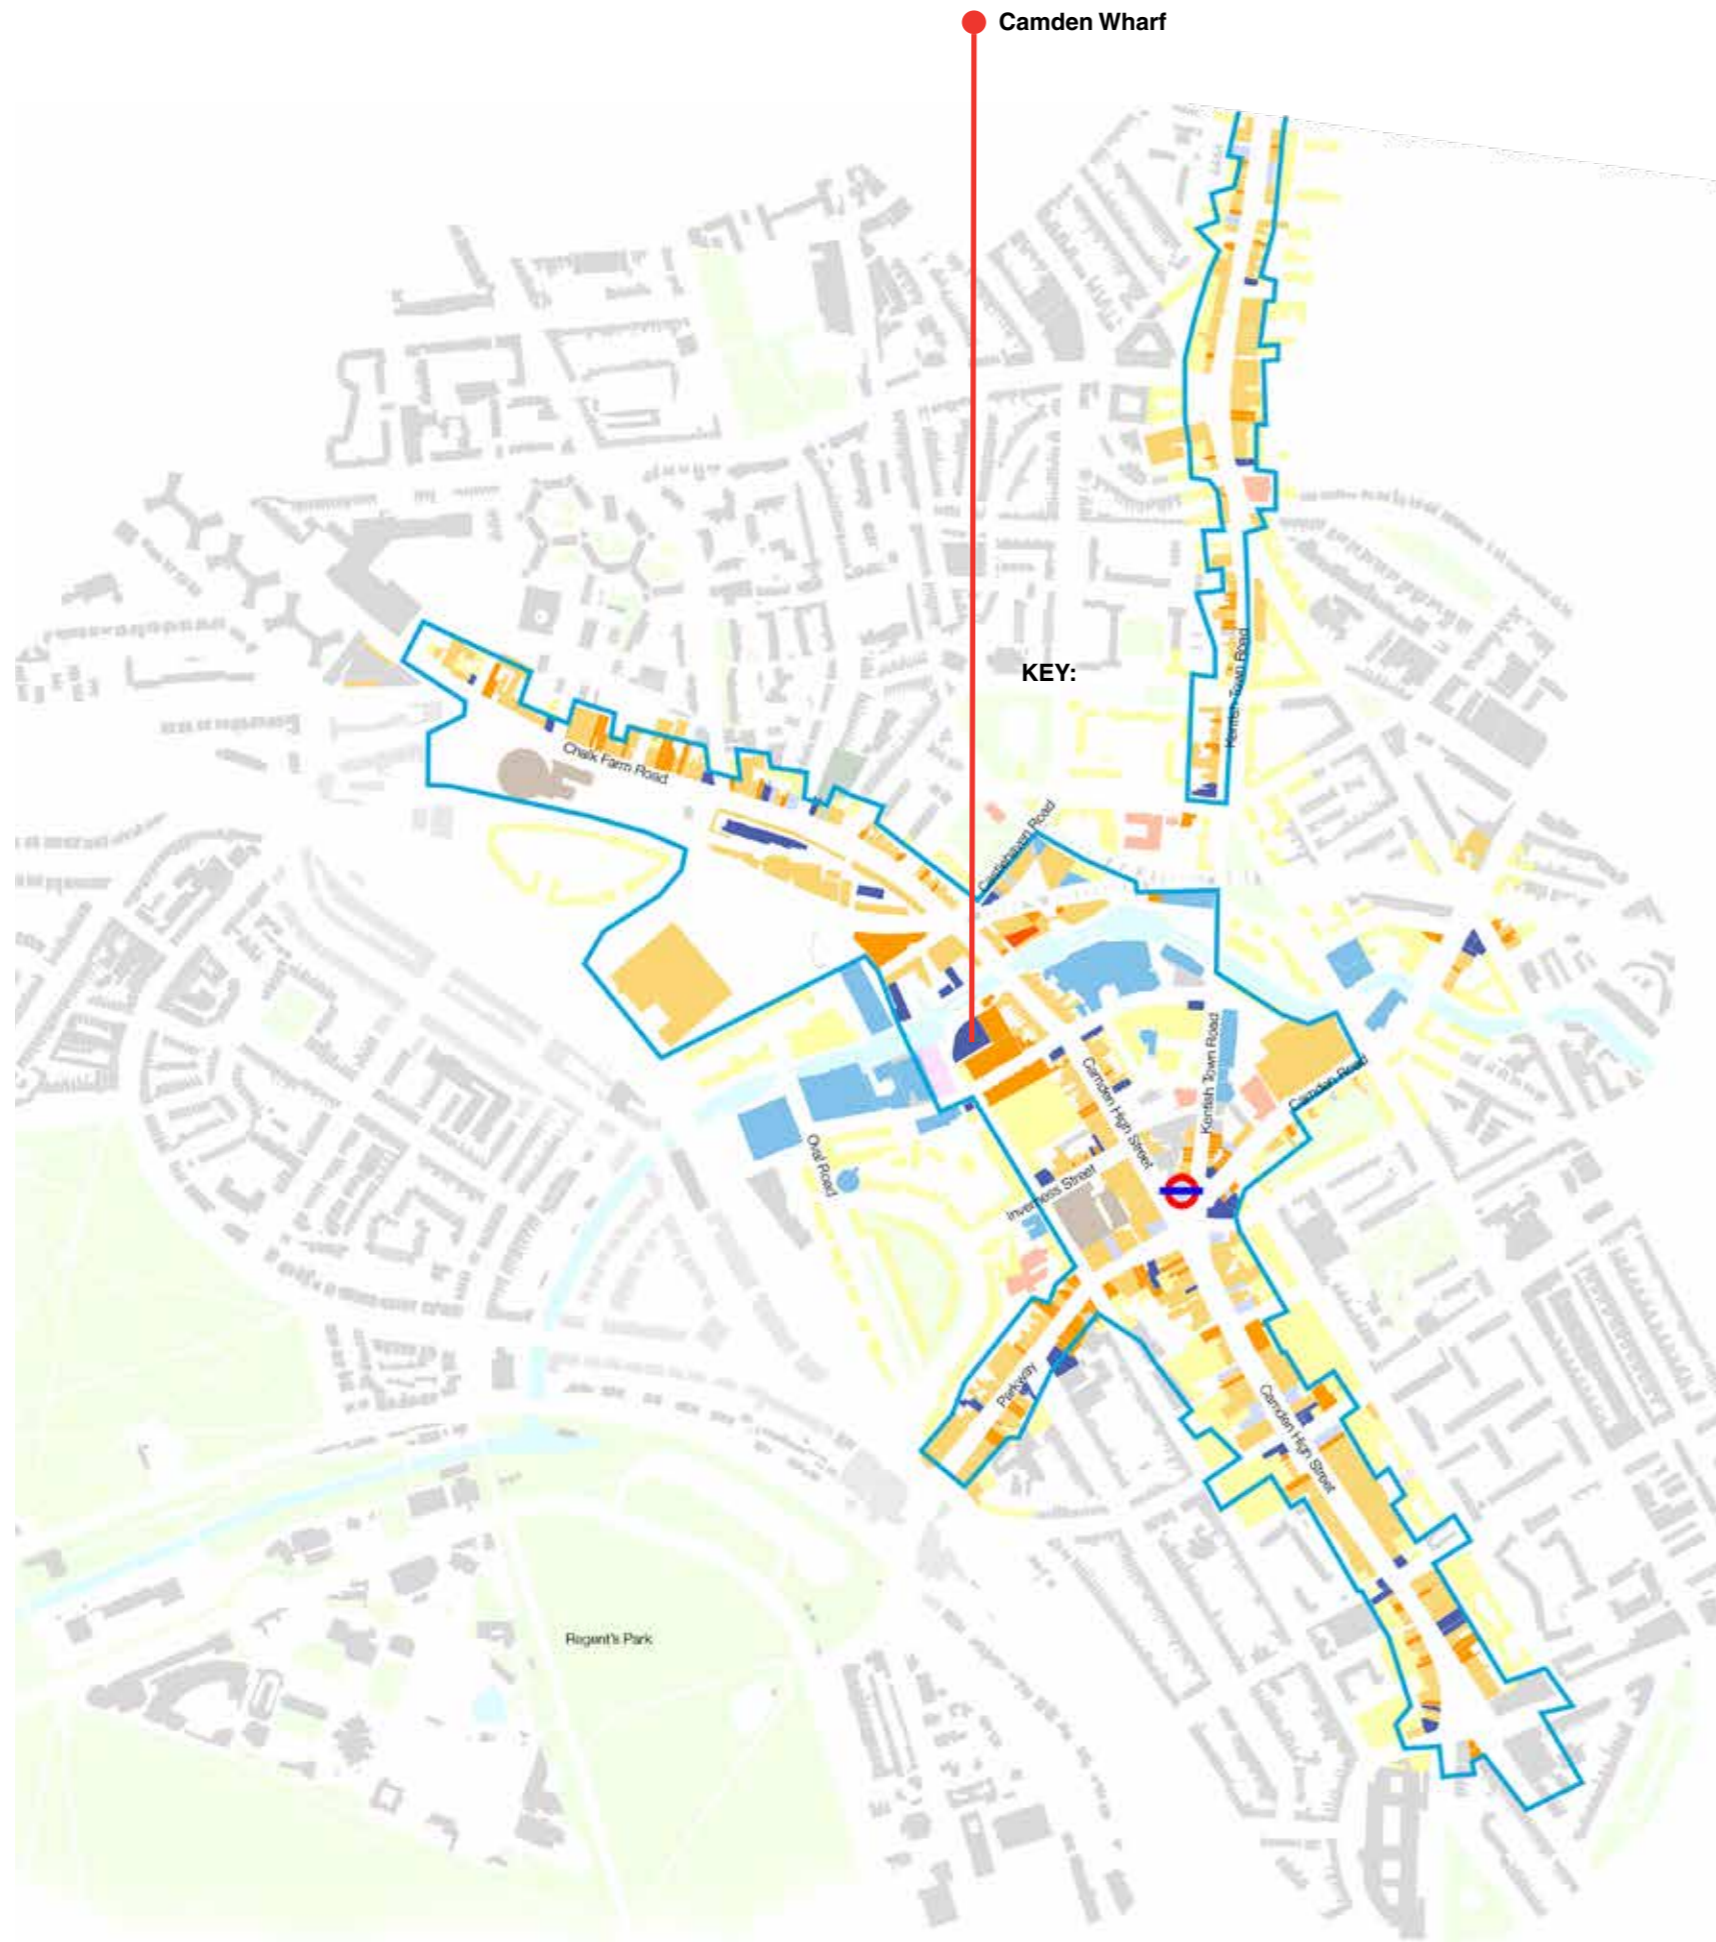 Camden Wharf
KEY:
Kentish Town Road
Chalk Farm Road
Castlehaven Road
Kentish Town Road
Camden Road
Camden High Street
Oval Road
Inverness Street
Parkway
Camden High Street
Regent's Park